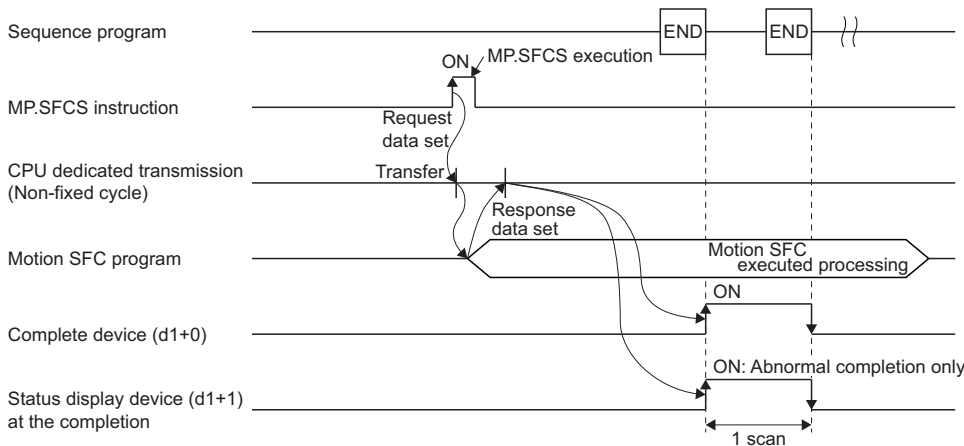 Sequence program
END
END
ON
MP.SFCS execution
MP.SFCS instruction
Request
data set
CPU dedicated transmission
(Non-fixed cycle)
Transfer
Response
data set
Motion SFC program
Motion SFC
executed processing
ON
Complete device (d1+0)
ON: Abnormal completion only
Status display device (d1+1)
at the completion
1 scan